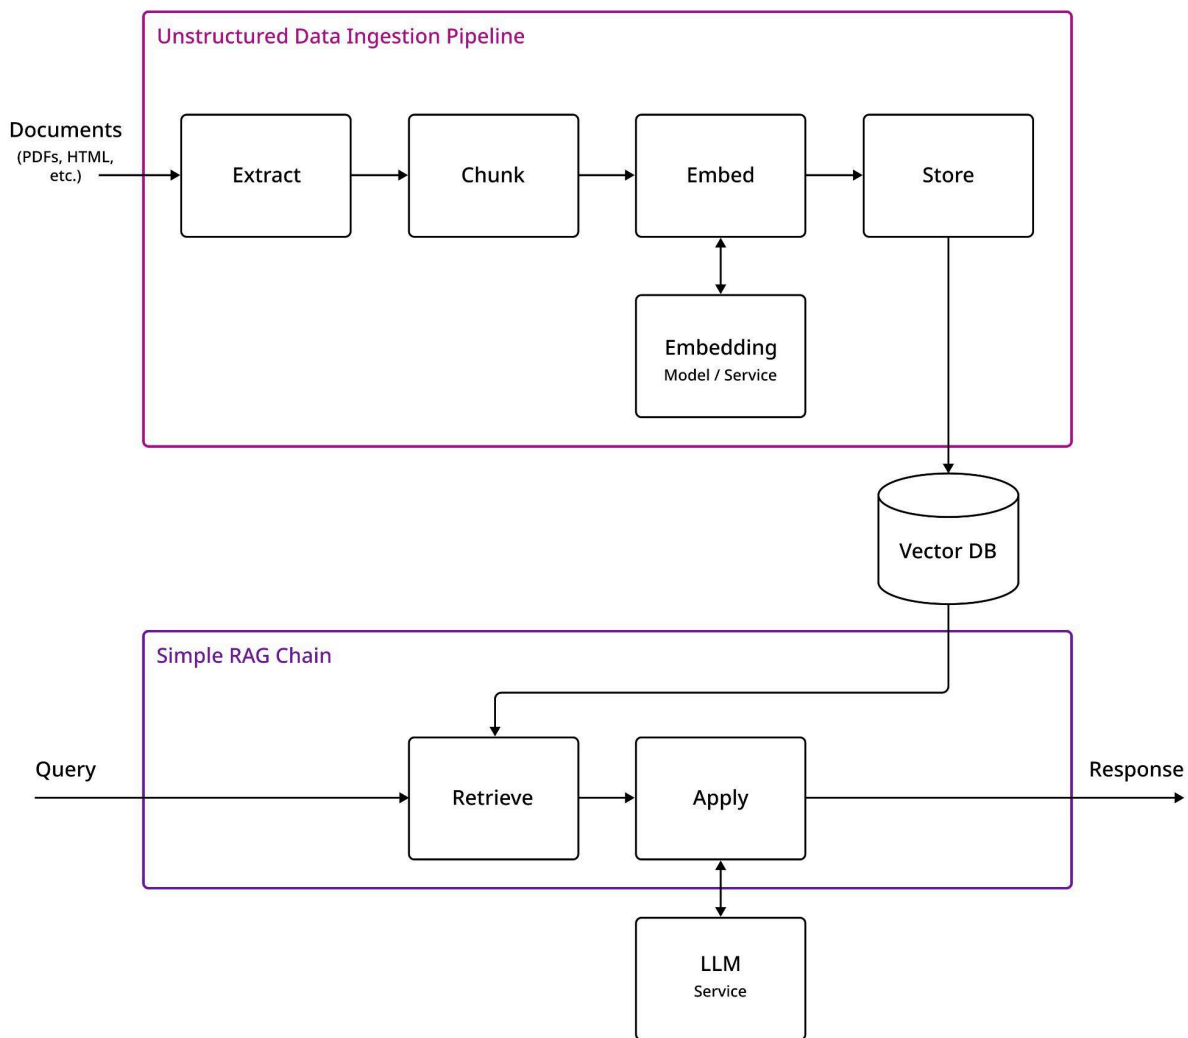 Unstructured Data Ingestion Pipeline
Documents
(PDFs, HTML,
etc.)
Extract
Chunk
Embed
Store
Embedding
Model / Service
Vector DB
Simple RAG Chain
Query
Retrieve
Apply
Response
LLM
Service